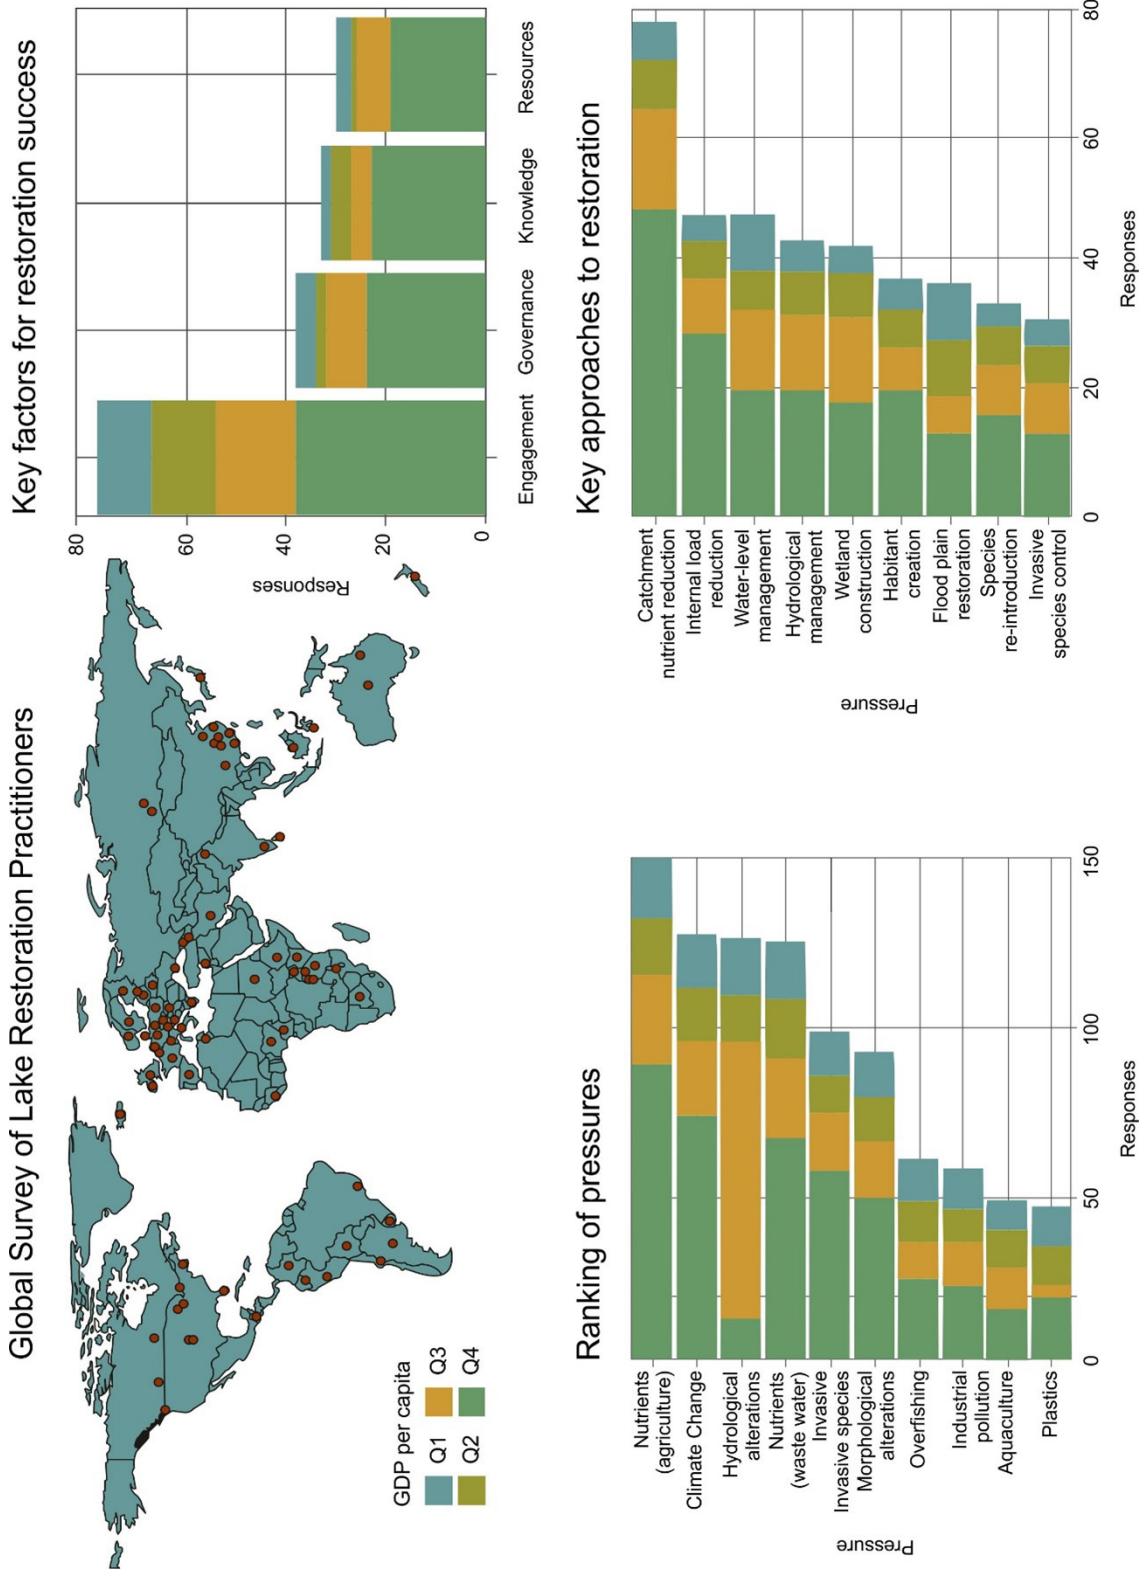 Global Survey of Lake Restoration Practitioners
GDP per capita
Q1
Q3
Q2
Q4
Key factors for restoration success
Responses
80
60
40
20
0
Engagement
Governance
Knowledge
Resources
Ranking of pressures
Pressure
Nutrients
(agriculture)
Climate Change
Hydrological
alterations
Nutrients
(waste water)
Invasive
Invasive species
Morphological
alterations
Overfishing
Industrial
pollution
Aquaculture
Plastics
0
50
100
150
Responses
Key approaches to restoration
Pressure
Catchment
nutrient reduction
Internal load
reduction
Water-level
management
Hydrological
management
Wetland
construction
Habitant
creation
Flood plain
restoration
Species
re-introduction
Invasive
species control
0
20
40
60
80
Responses